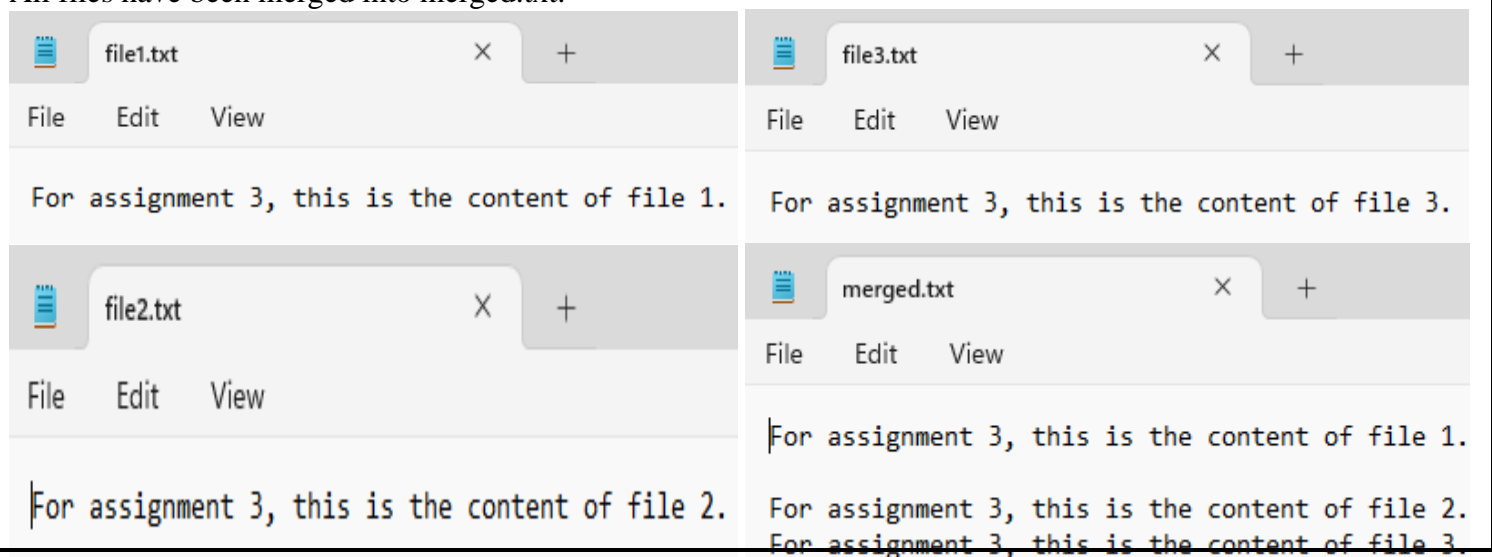 All files have been merged into merged.txt.
file1.txt
File Edit View
For assignment 3, this is the content of file 1.
file3.txt
File Edit View
For assignment 3, this is the content of file 3.
file2.txt
File Edit View
For assignment 3, this is the content of file 2.
merged.txt
File Edit View
For assignment 3, this is the content of file 1.
For assignment 3, this is the content of file 2.
For assignment 3, this is the content of file 3.